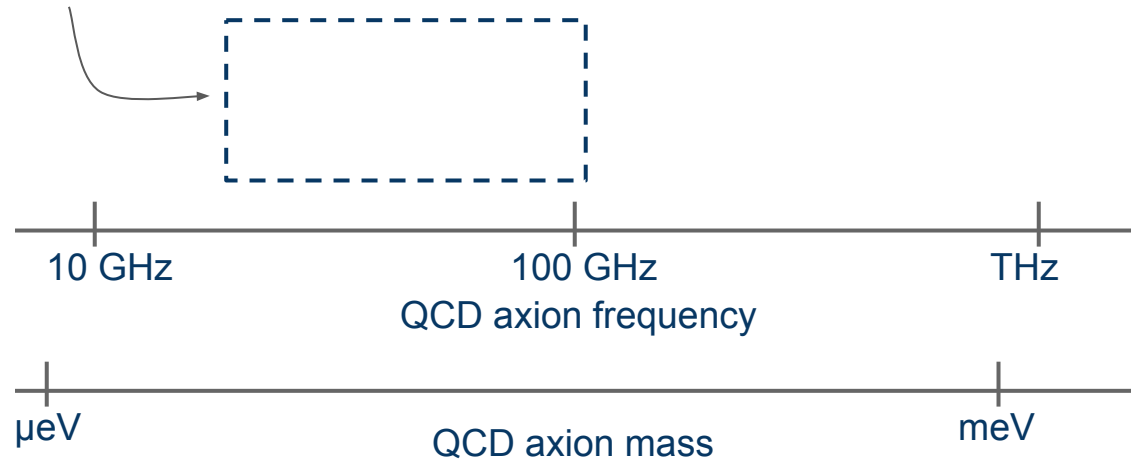 10 GHz 100 GHz THz
QCD axion frequency
μeV meV
QCD axion mass